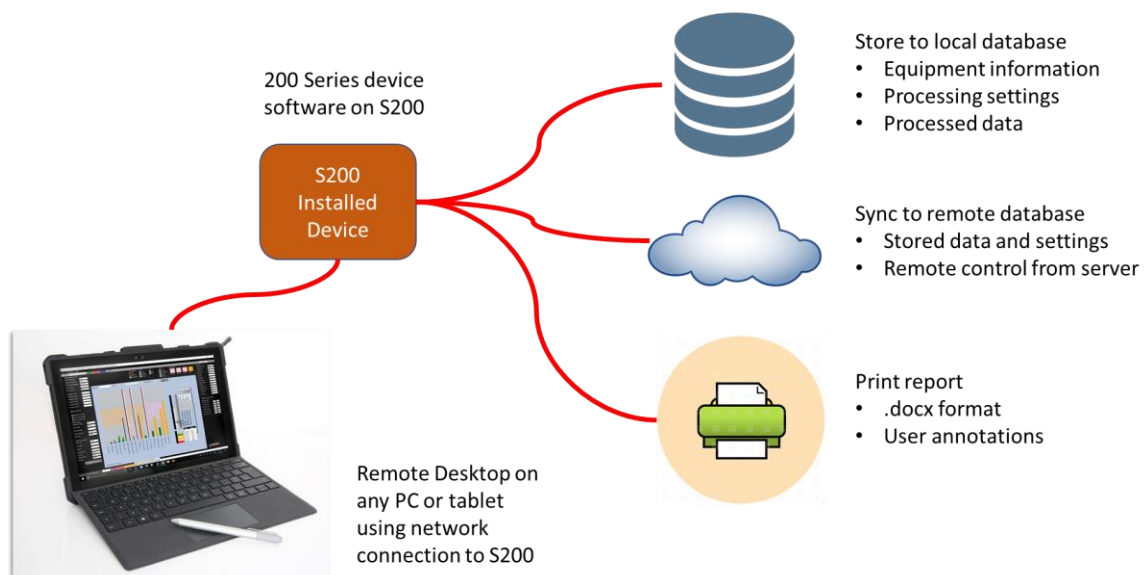 200 Series device
software on S200
S200
Installed
Device
Store to local database
• Equipment information
• Processing settings
• Processed data
Sync to remote database
• Stored data and settings
• Remote control from server
Print report
• .docx format
• User annotations
Remote Desktop on
any PC or tablet
using network
connection to S200